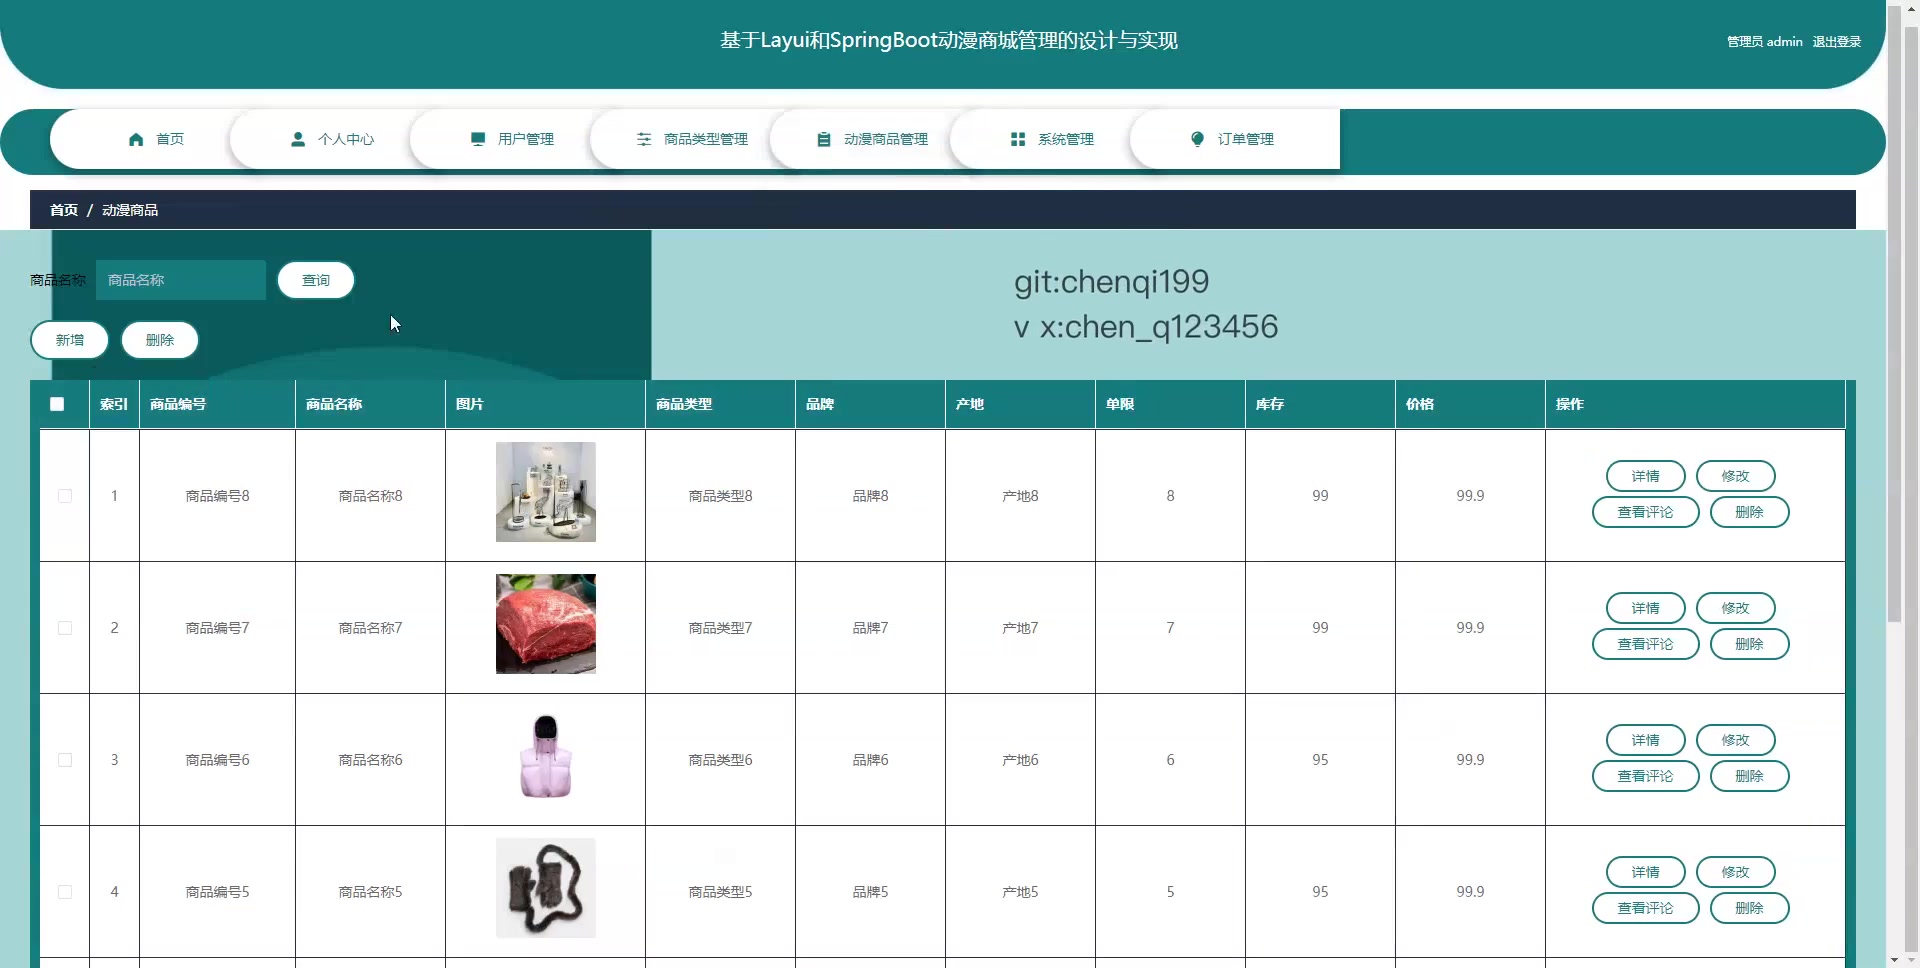 基于Layui和SpringBoot动漫商城管理的设计与实现
管理员 admin 退出登录
首页 个人中心 用户管理 商品类型管理 动漫商品管理 系统管理 订单管理
首页 / 动漫商品
商品名称 商品名称 查询
git:chenqi199
v x:chen_q123456
新增 删除
索引 商品编号 商品名称 图片 商品类型 品牌 产地 单限 库存 价格 操作
1 商品编号8 商品名称8 商品类型8 品牌8 产地8 8 99 99.9 详情 修改
查看评论 删除
2 商品编号7 商品名称7 商品类型7 品牌7 产地7 7 99 99.9 详情 修改
查看评论 删除
3 商品编号6 商品名称6 商品类型6 品牌6 产地6 6 95 99.9 详情 修改
查看评论 删除
4 商品编号5 商品名称5 商品类型5 品牌5 产地5 5 95 99.9 详情 修改
查看评论 删除